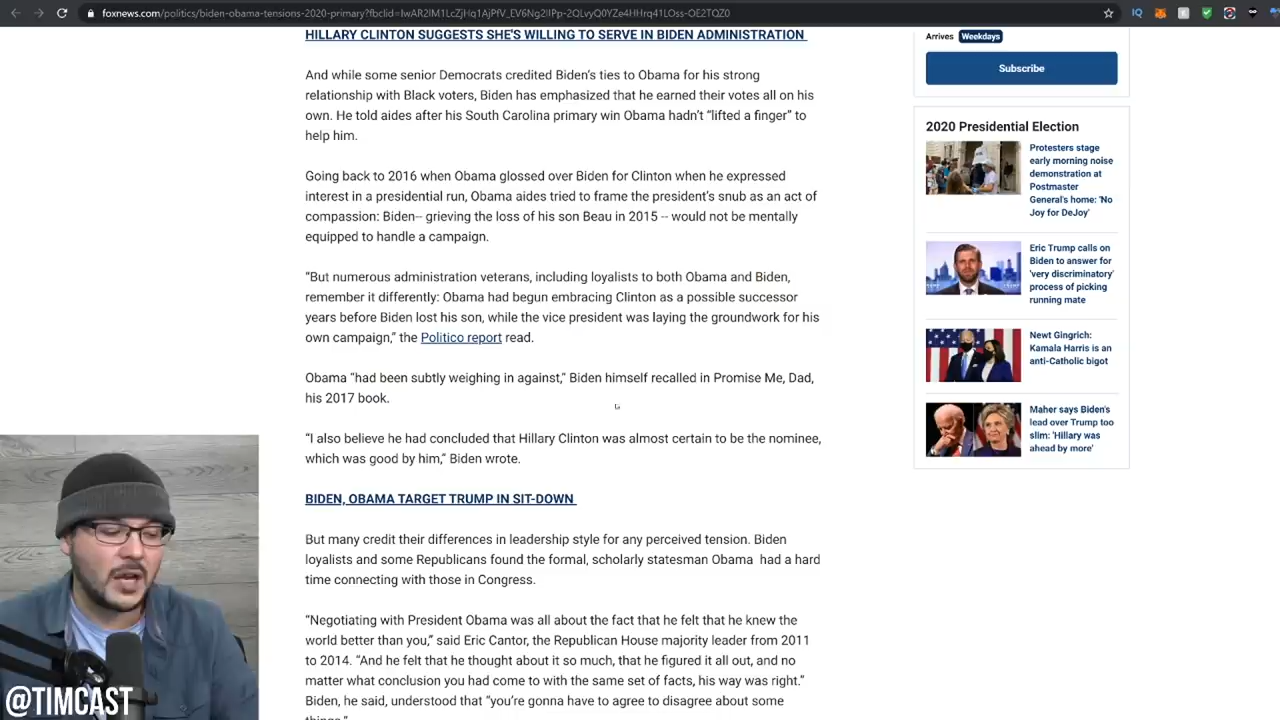 foxnews.com/politics/biden-obama-tensions-2020-primary?fbclid=IwAR2IM1LcZjHq1AjPfV_EV6Ng2IIPp-2QLvyQ0YZe4HHrq41LOss-OE2TQZ0
HILLARY CLINTON SUGGESTS SHE'S WILLING TO SERVE IN BIDEN ADMINISTRATION
And while some senior Democrats credited Biden's ties to Obama for his strong
relationship with Black voters, Biden has emphasized that he earned their votes all on his
own. He told aides after his South Carolina primary win Obama hadn't "lifted a finger" to
help him.
Going back to 2016 when Obama glossed over Biden for Clinton when he expressed
interest in a presidential run, Obama aides tried to frame the president's snub as an act of
compassion: Biden-- grieving the loss of his son Beau in 2015 -- would not be mentally
equipped to handle a campaign.
"But numerous administration veterans, including loyalists to both Obama and Biden,
remember it differently: Obama had begun embracing Clinton as a possible successor
years before Biden lost his son, while the vice president was laying the groundwork for his
own campaign," the Politico report read.
Obama "had been subtly weighing in against," Biden himself recalled in Promise Me, Dad,
his 2017 book.
"I also believe he had concluded that Hillary Clinton was almost certain to be the nominee,
which was good by him," Biden wrote.
BIDEN, OBAMA TARGET TRUMP IN SIT-DOWN
But many credit their differences in leadership style for any perceived tension. Biden
loyalists and some Republicans found the formal, scholarly statesman Obama had a hard
time connecting with those in Congress.
"Negotiating with President Obama was all about the fact that he felt that he knew the
world better than you," said Eric Cantor, the Republican House majority leader from 2011
to 2014. "And he felt that he thought about it so much, that he figured it all out, and no
matter what conclusion you had come to with the same set of facts, his way was right."
Biden, he said, understood that "you're gonna have to agree to disagree about some
things."
Arrives Weekdays
Subscribe
2020 Presidential Election
Protesters stage
early morning noise
demonstration at
Postmaster
General's home: 'No
Joy for DeJoy'
Eric Trump calls on
Biden to answer for
'very discriminatory'
process of picking
running mate
Newt Gingrich:
Kamala Harris is an
anti-Catholic bigot
Maher says Biden's
lead over Trump too
slim: 'Hillary was
ahead by more'
@TIMCAST